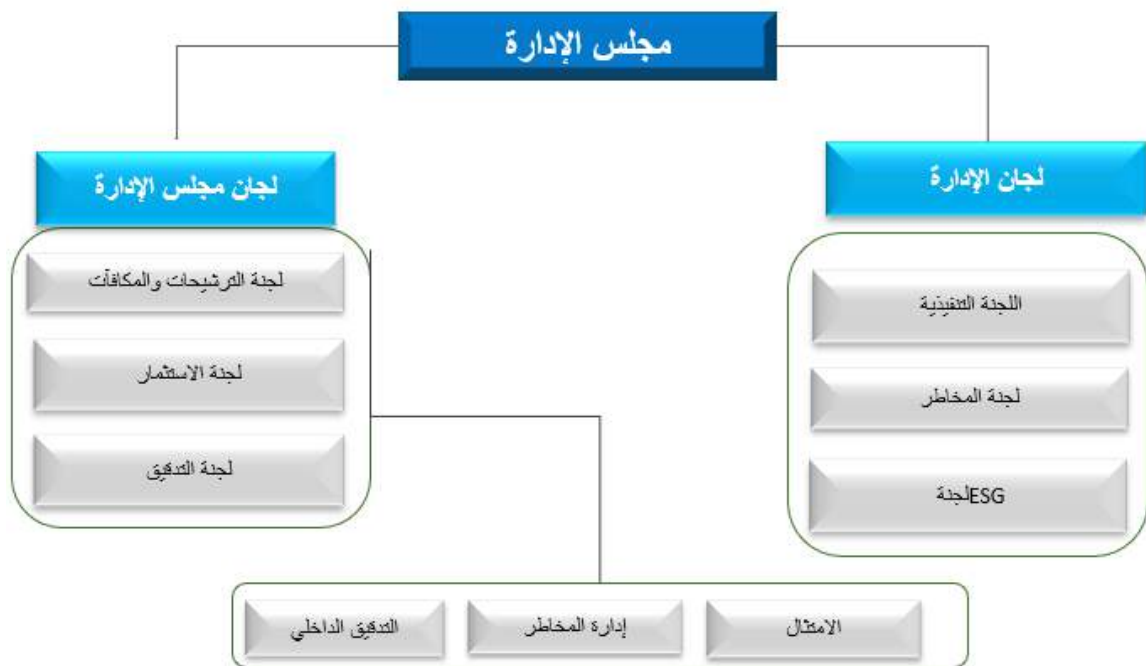 مجلس الإدارة
لجان الإدارة
لجان مجلس الإدارة
اللجنة التنفيذية
لجنة المخاطر
ESGلجنة
لجنة الترشيحات والمكافآت
لجنة الاستثمار
لجنة التدقيق
الامتثال
إدارة المخاطر
التدقيق الداخلي